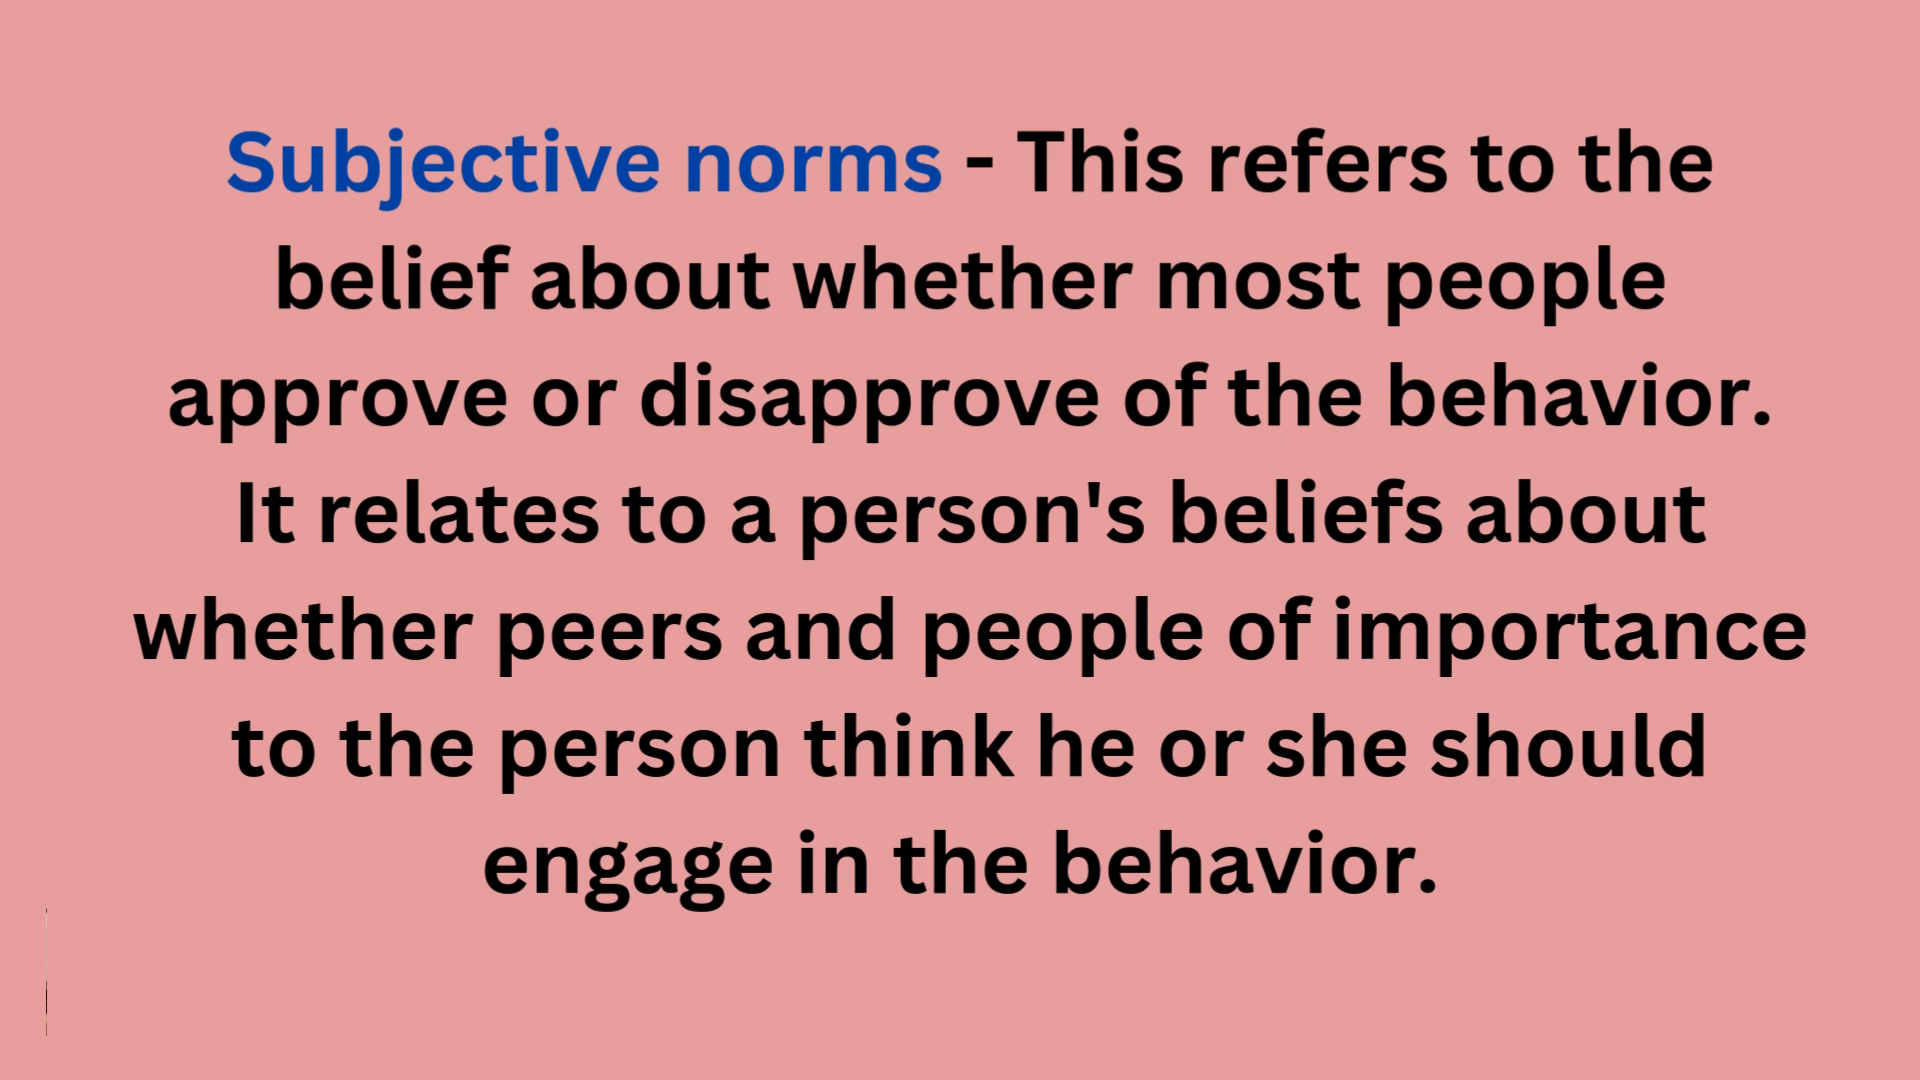 Subjective norms - This refers to the
belief about whether most people
approve or disapprove of the behavior.
It relates to a person's beliefs about
whether peers and people of importance
to the person think he or she should
engage in the behavior.